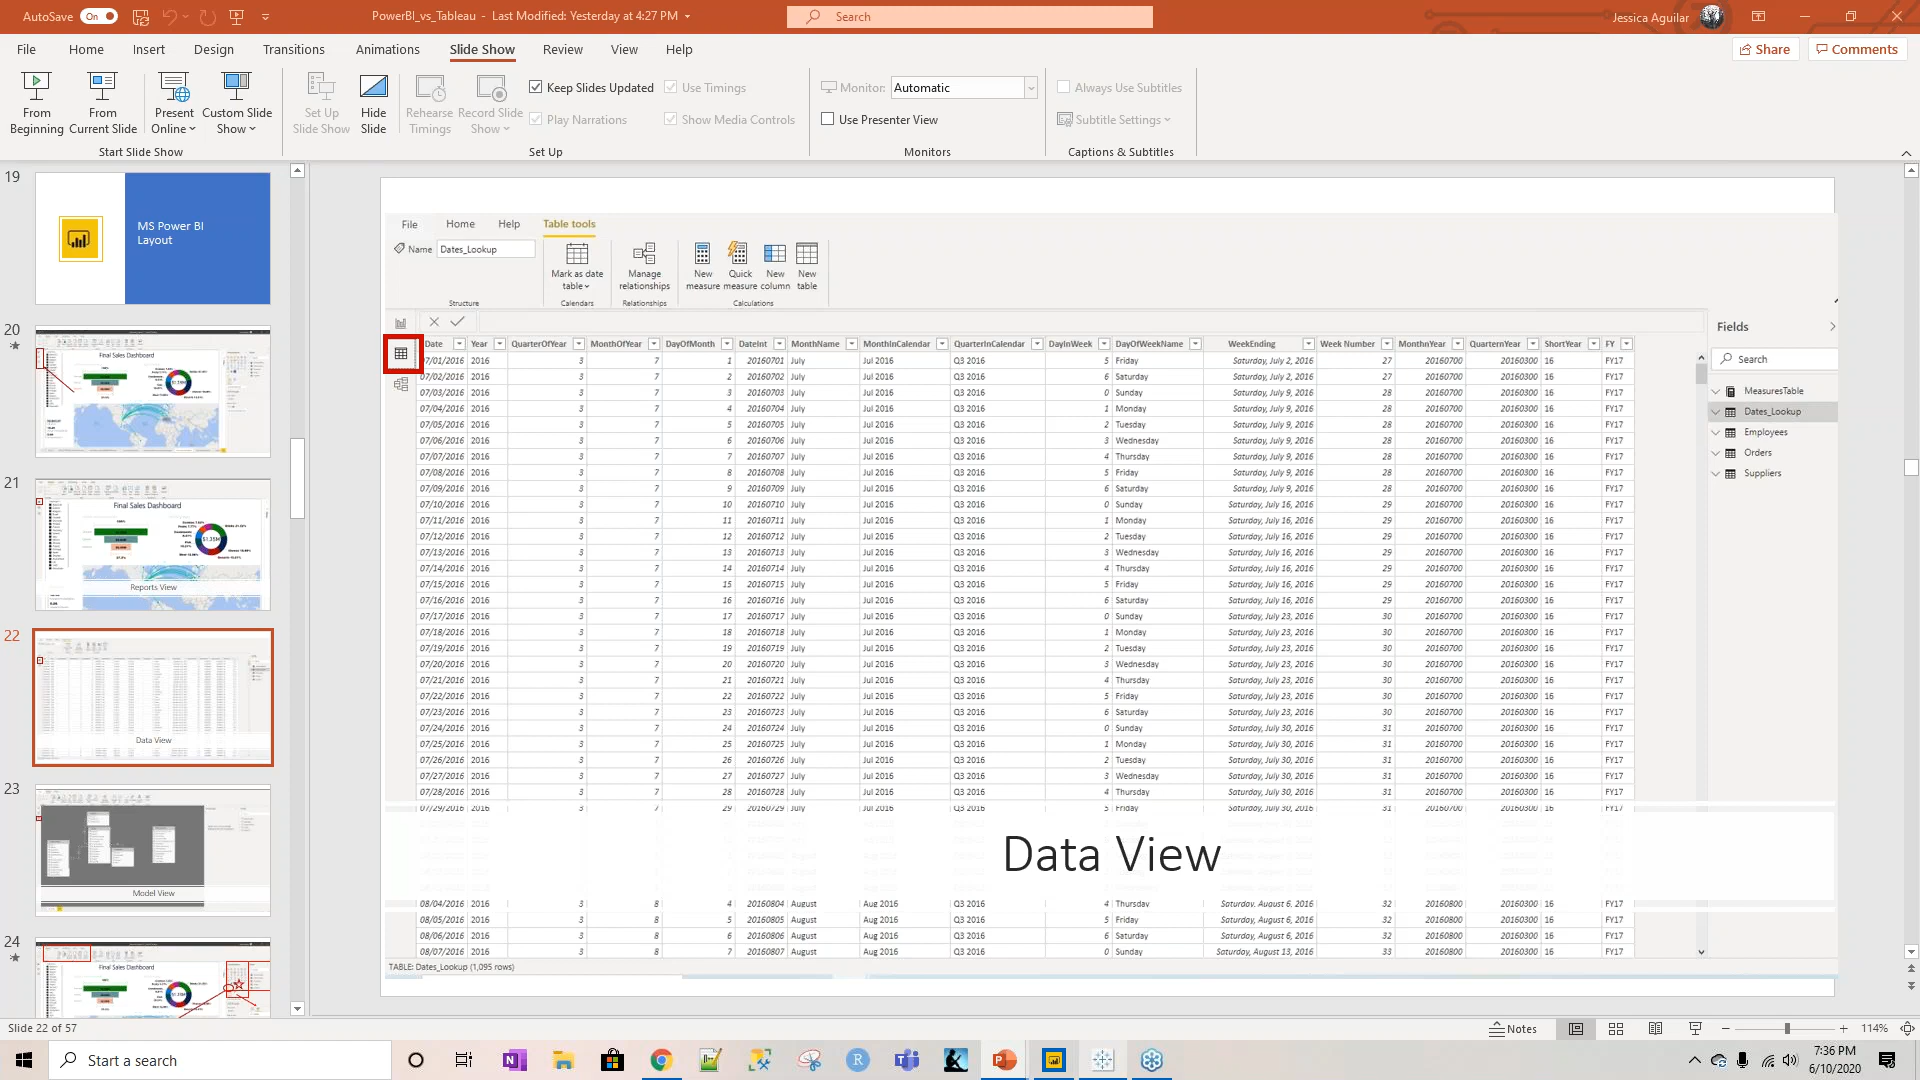 AutoSave On PowerBI_vs_Tableau - Last Modified: Yesterday at 4:27 PM Search Jessica Aguilar
File Home Insert Design Transitions Animations Slide Show Review View Help Share Comments
From Beginning From Current Slide Present Online Custom Slide Show Set Up Slide Show Hide Slide Rehearse Timings Record Slide Show
Keep Slides Updated Use Timings Monitor: Automatic Always Use Subtitles
Play Narrations Show Media Controls Use Presenter View Subtitle Settings
Start Slide Show Set Up Monitors Captions & Subtitles
19
MS Power BI
Layout
20
Final Sales Dashboard
21
Final Sales Dashboard
Reports View
22
Data View
23
Model View
24
Final Sales Dashboard
File Home Help Table tools
Name Dates_Lookup
Mark as date table Manage relationships New measure Quick measure New column New table
Structure Calendars Relationships Calculations
Date Year QuarterOfYear MonthOfYear DayOfMonth DateInt MonthName MonthInCalendar QuarterInCalendar DayInWeek DayOfWeekName WeekEnding Week Number MonthnYear QuarternYear ShortYear FY
07/01/2016 2016 3 7 1 20160701 July Jul 2016 Q3 2016 5 Friday Saturday, July 2, 2016 27 20160700 20160300 16 FY17
07/02/2016 2016 3 7 2 20160702 July Jul 2016 Q3 2016 6 Saturday Saturday, July 2, 2016 27 20160700 20160300 16 FY17
07/03/2016 2016 3 7 3 20160703 July Jul 2016 Q3 2016 0 Sunday Saturday, July 9, 2016 28 20160700 20160300 16 FY17
07/04/2016 2016 3 7 4 20160704 July Jul 2016 Q3 2016 1 Monday Saturday, July 9, 2016 28 20160700 20160300 16 FY17
07/05/2016 2016 3 7 5 20160705 July Jul 2016 Q3 2016 2 Tuesday Saturday, July 9, 2016 28 20160700 20160300 16 FY17
07/06/2016 2016 3 7 6 20160706 July Jul 2016 Q3 2016 3 Wednesday Saturday, July 9, 2016 28 20160700 20160300 16 FY17
07/07/2016 2016 3 7 7 20160707 July Jul 2016 Q3 2016 4 Thursday Saturday, July 9, 2016 28 20160700 20160300 16 FY17
07/08/2016 2016 3 7 8 20160708 July Jul 2016 Q3 2016 5 Friday Saturday, July 9, 2016 28 20160700 20160300 16 FY17
07/09/2016 2016 3 7 9 20160709 July Jul 2016 Q3 2016 6 Saturday Saturday, July 9, 2016 28 20160700 20160300 16 FY17
07/10/2016 2016 3 7 10 20160710 July Jul 2016 Q3 2016 0 Sunday Saturday, July 16, 2016 29 20160700 20160300 16 FY17
07/11/2016 2016 3 7 11 20160711 July Jul 2016 Q3 2016 1 Monday Saturday, July 16, 2016 29 20160700 20160300 16 FY17
07/12/2016 2016 3 7 12 20160712 July Jul 2016 Q3 2016 2 Tuesday Saturday, July 16, 2016 29 20160700 20160300 16 FY17
07/13/2016 2016 3 7 13 20160713 July Jul 2016 Q3 2016 3 Wednesday Saturday, July 16, 2016 29 20160700 20160300 16 FY17
07/14/2016 2016 3 7 14 20160714 July Jul 2016 Q3 2016 4 Thursday Saturday, July 16, 2016 29 20160700 20160300 16 FY17
07/15/2016 2016 3 7 15 20160715 July Jul 2016 Q3 2016 5 Friday Saturday, July 16, 2016 29 20160700 20160300 16 FY17
07/16/2016 2016 3 7 16 20160716 July Jul 2016 Q3 2016 6 Saturday Saturday, July 16, 2016 29 20160700 20160300 16 FY17
07/17/2016 2016 3 7 17 20160717 July Jul 2016 Q3 2016 0 Sunday Saturday, July 23, 2016 30 20160700 20160300 16 FY17
07/18/2016 2016 3 7 18 20160718 July Jul 2016 Q3 2016 1 Monday Saturday, July 23, 2016 30 20160700 20160300 16 FY17
07/19/2016 2016 3 7 19 20160719 July Jul 2016 Q3 2016 2 Tuesday Saturday, July 23, 2016 30 20160700 20160300 16 FY17
07/20/2016 2016 3 7 20 20160720 July Jul 2016 Q3 2016 3 Wednesday Saturday, July 23, 2016 30 20160700 20160300 16 FY17
07/21/2016 2016 3 7 21 20160721 July Jul 2016 Q3 2016 4 Thursday Saturday, July 23, 2016 30 20160700 20160300 16 FY17
07/22/2016 2016 3 7 22 20160722 July Jul 2016 Q3 2016 5 Friday Saturday, July 23, 2016 30 20160700 20160300 16 FY17
07/23/2016 2016 3 7 23 20160723 July Jul 2016 Q3 2016 6 Saturday Saturday, July 23, 2016 30 20160700 20160300 16 FY17
07/24/2016 2016 3 7 24 20160724 July Jul 2016 Q3 2016 0 Sunday Saturday, July 30, 2016 31 20160700 20160300 16 FY17
07/25/2016 2016 3 7 25 20160725 July Jul 2016 Q3 2016 1 Monday Saturday, July 30, 2016 31 20160700 20160300 16 FY17
07/26/2016 2016 3 7 26 20160726 July Jul 2016 Q3 2016 2 Tuesday Saturday, July 30, 2016 31 20160700 20160300 16 FY17
07/27/2016 2016 3 7 27 20160727 July Jul 2016 Q3 2016 3 Wednesday Saturday, July 30, 2016 31 20160700 20160300 16 FY17
07/28/2016 2016 3 7 28 20160728 July Jul 2016 Q3 2016 4 Thursday Saturday, July 30, 2016 31 20160700 20160300 16 FY17
07/29/2016 2016 3 7 29 20160729 July Jul 2016 Q3 2016 5 Friday Saturday, July 30, 2016 31 20160700 20160300 16 FY17
Data View
08/04/2016 2016 3 8 4 20160804 August Aug 2016 Q3 2016 4 Thursday Saturday, August 6, 2016 32 20160800 20160300 16 FY17
08/05/2016 2016 3 8 5 20160805 August Aug 2016 Q3 2016 5 Friday Saturday, August 6, 2016 32 20160800 20160300 16 FY17
08/06/2016 2016 3 8 6 20160806 August Aug 2016 Q3 2016 6 Saturday Saturday, August 6, 2016 32 20160800 20160300 16 FY17
08/07/2016 2016 3 8 7 20160807 August Aug 2016 Q3 2016 0 Sunday Saturday, August 13, 2016 33 20160800 20160300 16 FY17
TABLE: Dates_Lookup (1,095 rows)
Fields
Search
MeasuresTable
Dates_Lookup
Employees
Orders
Suppliers
Slide 22 of 57 Notes 114%
Start a search 7:36 PM
6/10/2020